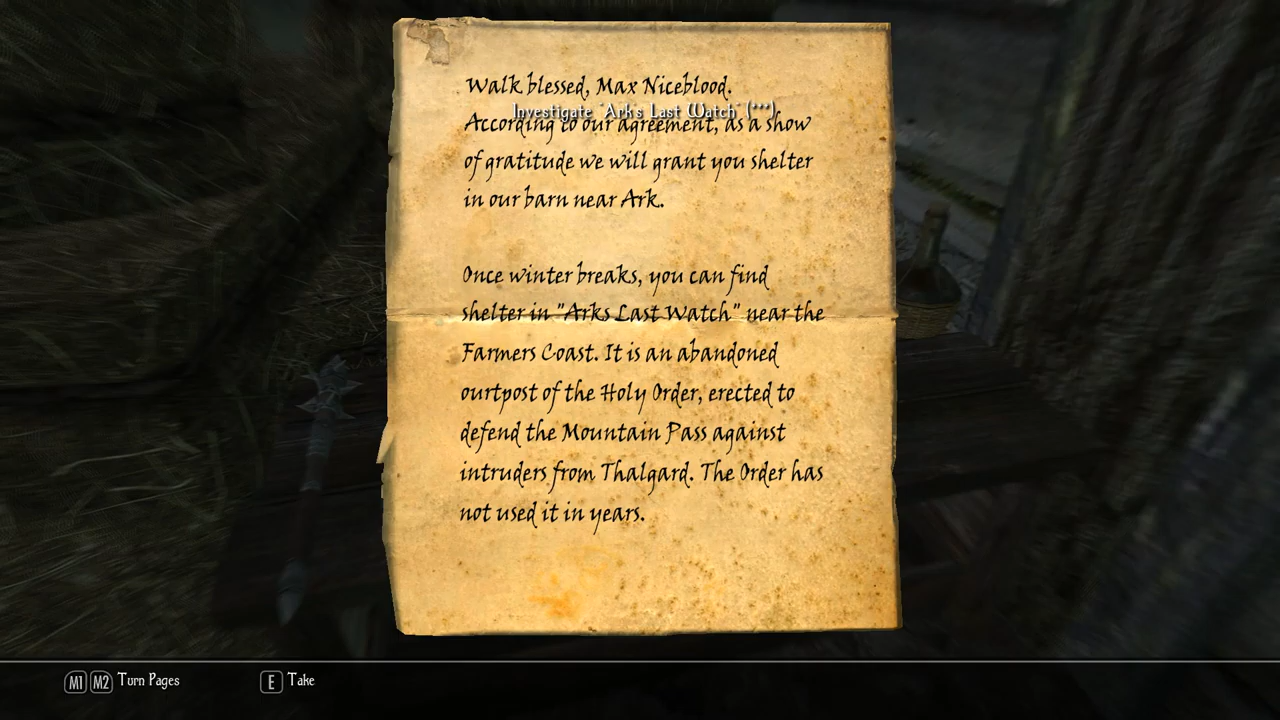 Walk blessed, Max Niceblood.
Investigate "Ark's Last Watch" (***)
According to our agreement, as a show
of gratitude we will grant you shelter
in our barn near Ark.
Once winter breaks, you can find
shelter in "Arks Last Watch" near the
Farmers Coast. It is an abandoned
ourtpost of the Holy Order, erected to
defend the Mountain Pass against
intruders from Thalgard. The Order has
not used it in years.
M1 M2 Turn Pages E Take